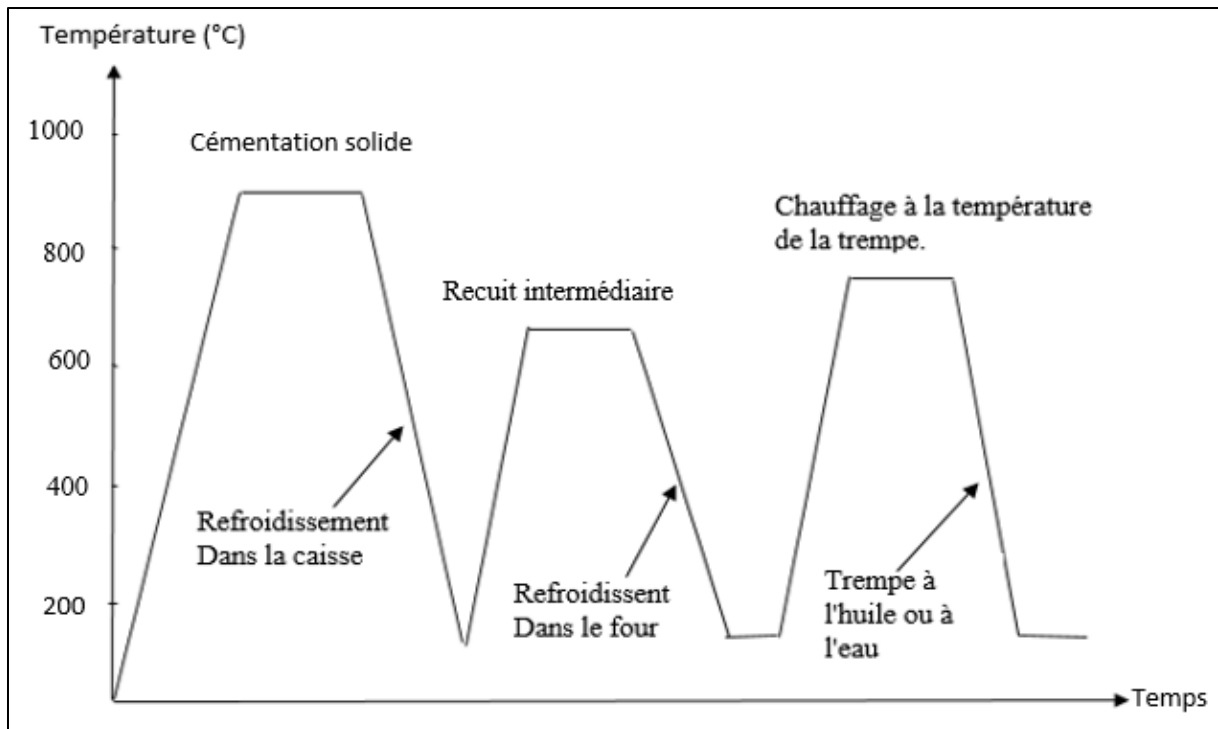 Température (°C)
1000
800
600
400
200
Cémentation solide
Refroidissement
Dans la caisse
Recuit intermédiaire
Refroidissent
Dans le four
Chauffage à la température
de la trempe.
Trempe à
l'huile ou à
l'eau
Temps